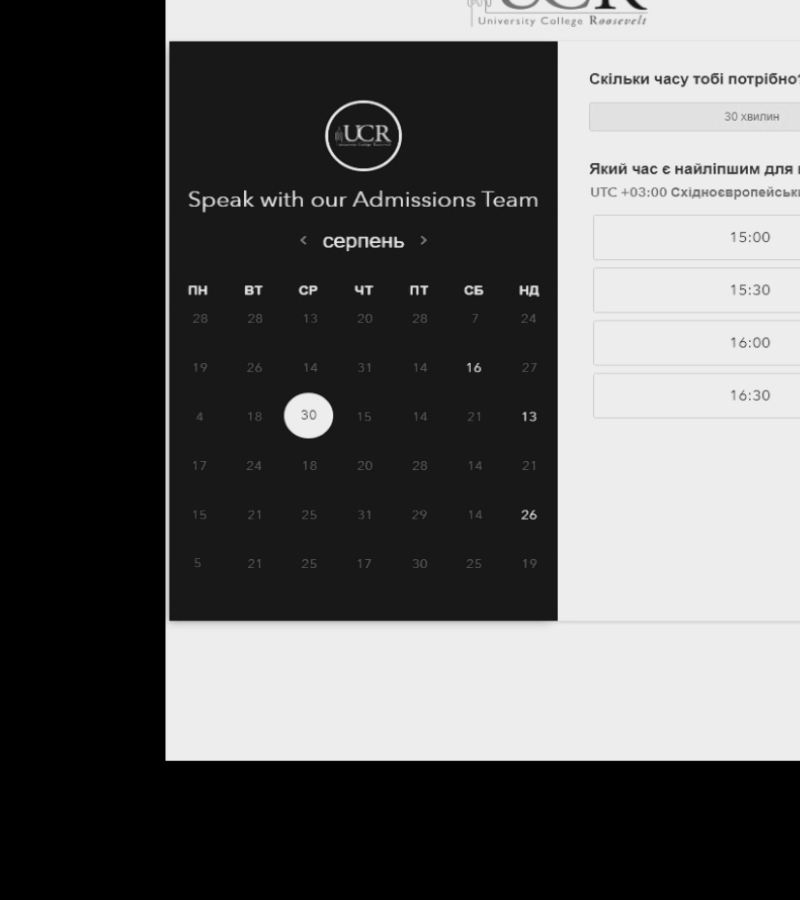 UCR
University College Roosevelt
UCR
Speak with our Admissions Team
‹ серпень ›
ПН ВТ СР ЧТ ПТ СБ НД
28 28 13 20 28 7 24
19 26 14 31 14 16 27
4 18 30 15 14 21 13
17 24 18 20 28 14 21
15 21 25 31 29 14 26
5 21 25 17 30 25 19
Скільки часу тобі потрібно?
30 хвилин
Який час є найліпшим для
UTC +03:00
15:00
15:30
16:00
16:30